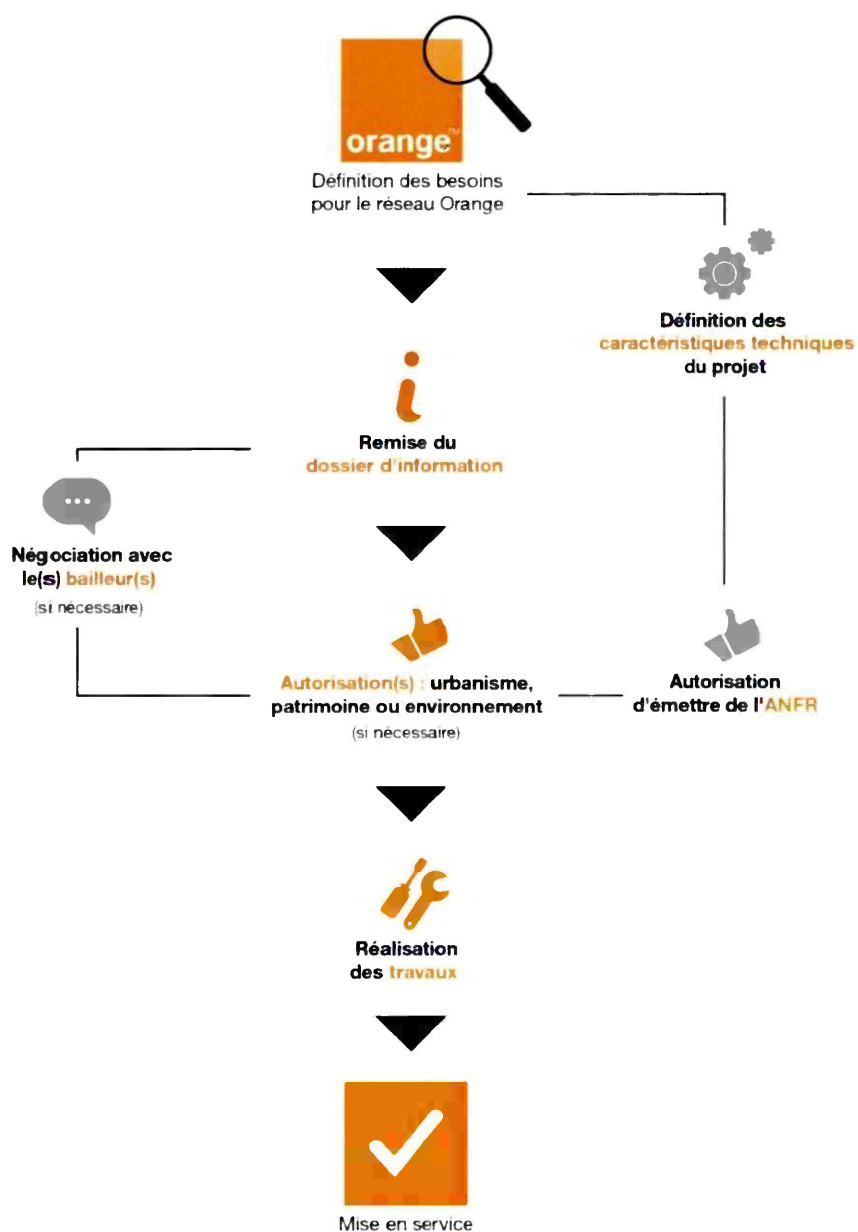 orange™
Définition des besoins
pour le réseau Orange
Définition des
caractéristiques techniques
du projet
Remise du
dossier d'information
Négociation avec
le(s) bailleur(s)
(si nécessaire)
Autorisation(s) : urbanisme,
patrimoine ou environnement
(si nécessaire)
Autorisation
d'émettre de l'ANFR
Réalisation
des travaux
Mise en service